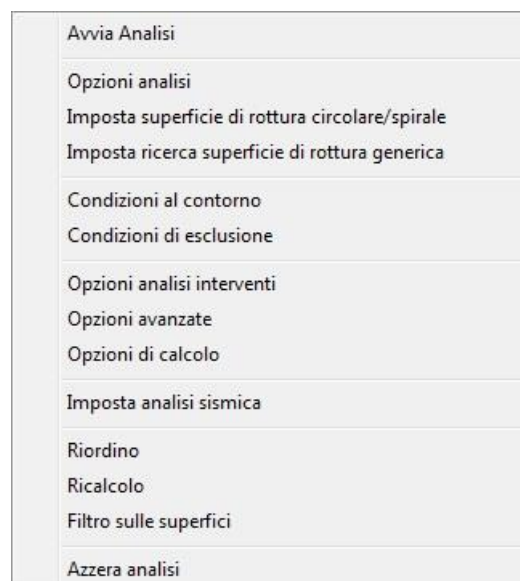 Avvia Analisi
Opzioni analisi
Imposta superficie di rottura circolare/spirale
Imposta ricerca superficie di rottura generica
Condizioni al contorno
Condizioni di esclusione
Opzioni analisi interventi
Opzioni avanzate
Opzioni di calcolo
Imposta analisi sismica
Riordino
Ricalcolo
Filtro sulle superfici
Azzera analisi